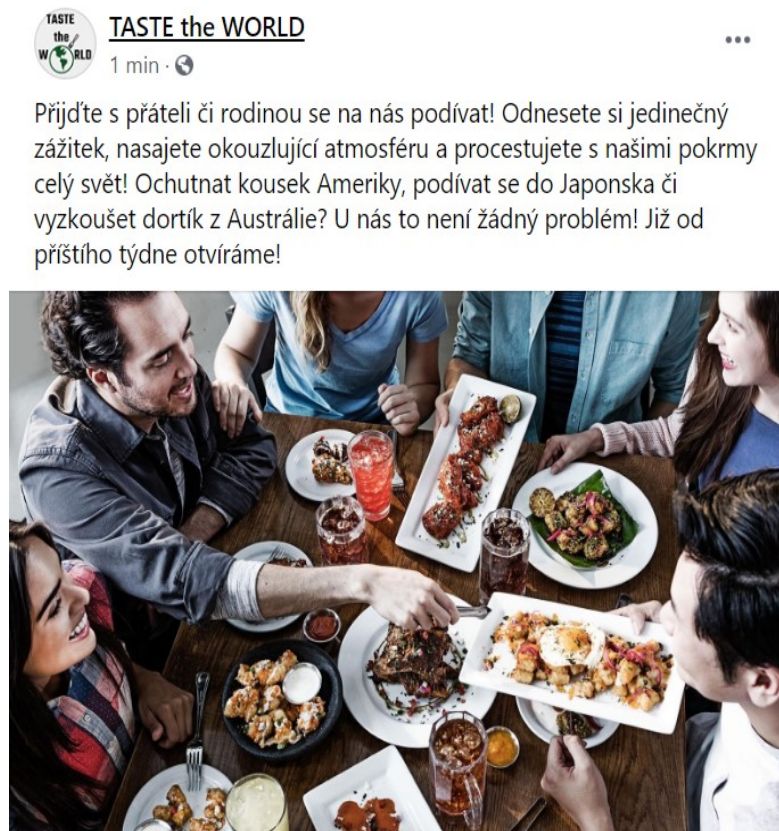 TASTE
the
W RLD
TASTE the WORLD
1 min ·
Přijďte s přáteli či rodinou se na nás podívat! Odnesete si jedinečný
zážitek, nasajete okouzlující atmosféru a procestujete s našimi pokrmy
celý svět! Ochutnat kousek Ameriky, podívat se do Japonska či
vyzkoušet dortík z Austrálie? U nás to není žádný problém! Již od
příštího týdne otvíráme!